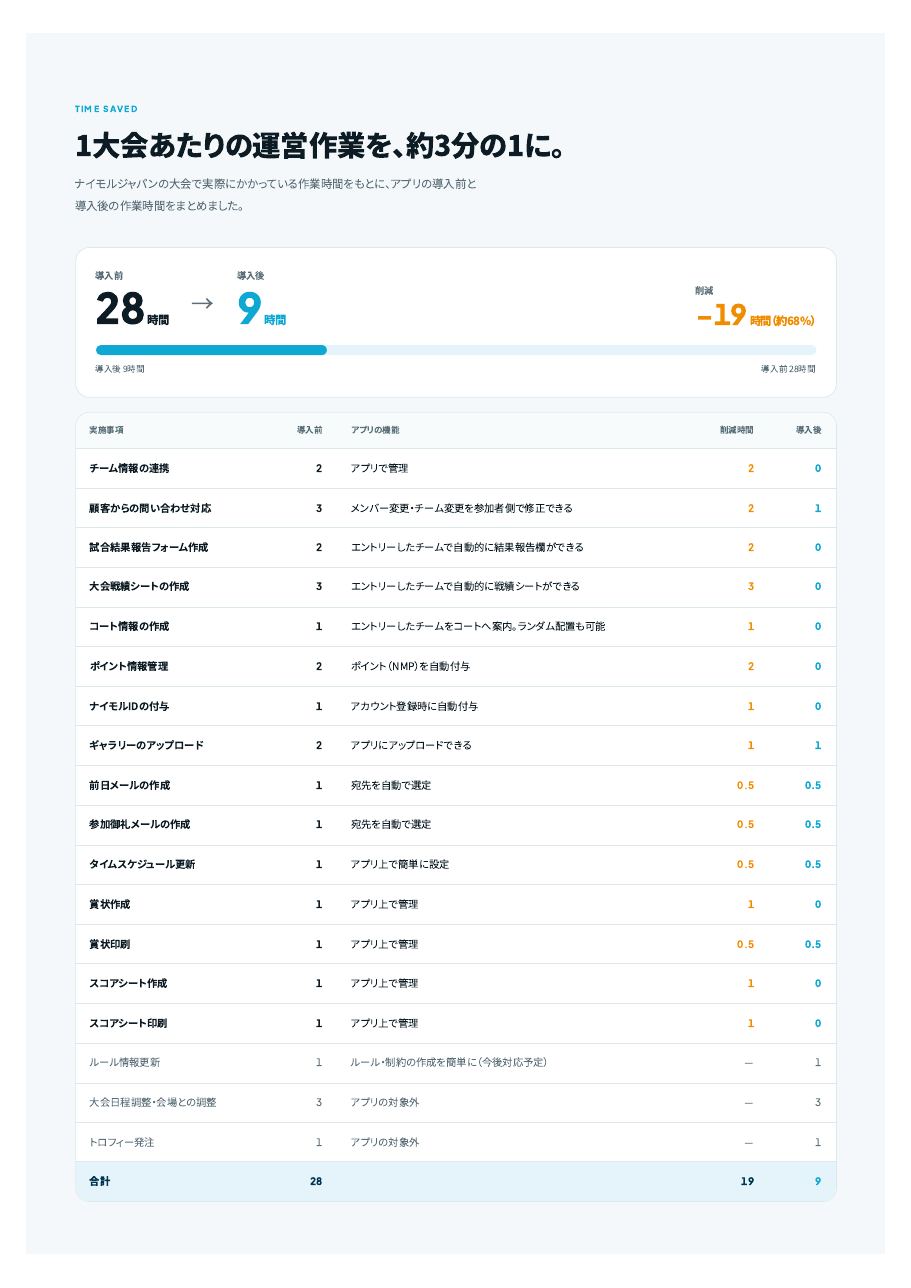 TIME SAVED
1大会あたりの運営作業を、約3分の1に。
ナイモルジャパンの大会で実際にかかっている作業時間をもとに、アプリの導入前と
導入後の作業時間をまとめました。
導入前
28時間
→
導入後
9時間
削減
−19 時間（約68%）
導入後 9時間
導入前 28時間
実施事項 導入前 アプリの機能 削減時間 導入後
チーム情報の連携 2 アプリで管理 2 0
顧客からの問い合わせ対応 3 メンバー変更・チーム変更を参加者側で修正できる 2 1
試合結果報告フォーム作成 2 エントリーしたチームで自動的に結果報告欄ができる 2 0
大会戦績シートの作成 3 エントリーしたチームで自動的に戦績シートができる 3 0
コート情報の作成 1 エントリーしたチームをコートへ案内。ランダム配置も可能 1 0
ポイント情報管理 2 ポイント（NMP）を自動付与 2 0
ナイモルIDの付与 1 アカウント登録時に自動付与 1 0
ギャラリーのアップロード 2 アプリにアップロードできる 1 1
前日メールの作成 1 宛先を自動で選定 0.5 0.5
参加御礼メールの作成 1 宛先を自動で選定 0.5 0.5
タイムスケジュール更新 1 アプリ上で簡単に設定 0.5 0.5
賞状作成 1 アプリ上で管理 1 0
賞状印刷 1 アプリ上で管理 0.5 0.5
スコアシート作成 1 アプリ上で管理 1 0
スコアシート印刷 1 アプリ上で管理 1 0
ルール情報更新 1 ルール・制約の作成を簡単に（今後対応予定） — 1
大会日程調整・会場との調整 3 アプリの対象外 — 3
トロフィー発注 1 アプリの対象外 — 1
合計 28 19 9